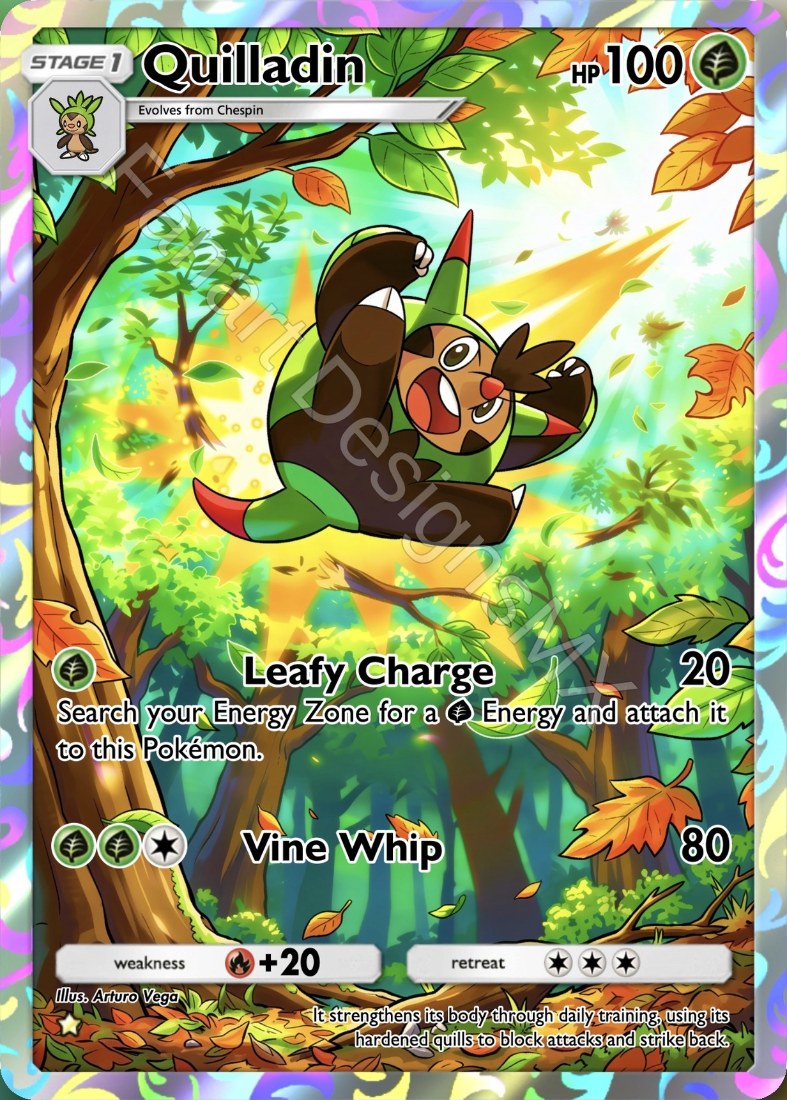 STAGE 1
Quilladin
HP 100
Evolves from Chespin
Fanart DesignsMX
Leafy Charge 20
Search your Energy Zone for a Energy and attach it
to this Pokémon.
Vine Whip 80
weakness +20
retreat
Illus. Arturo Vega
It strengthens its body through daily training, using its
hardened quills to block attacks and strike back.